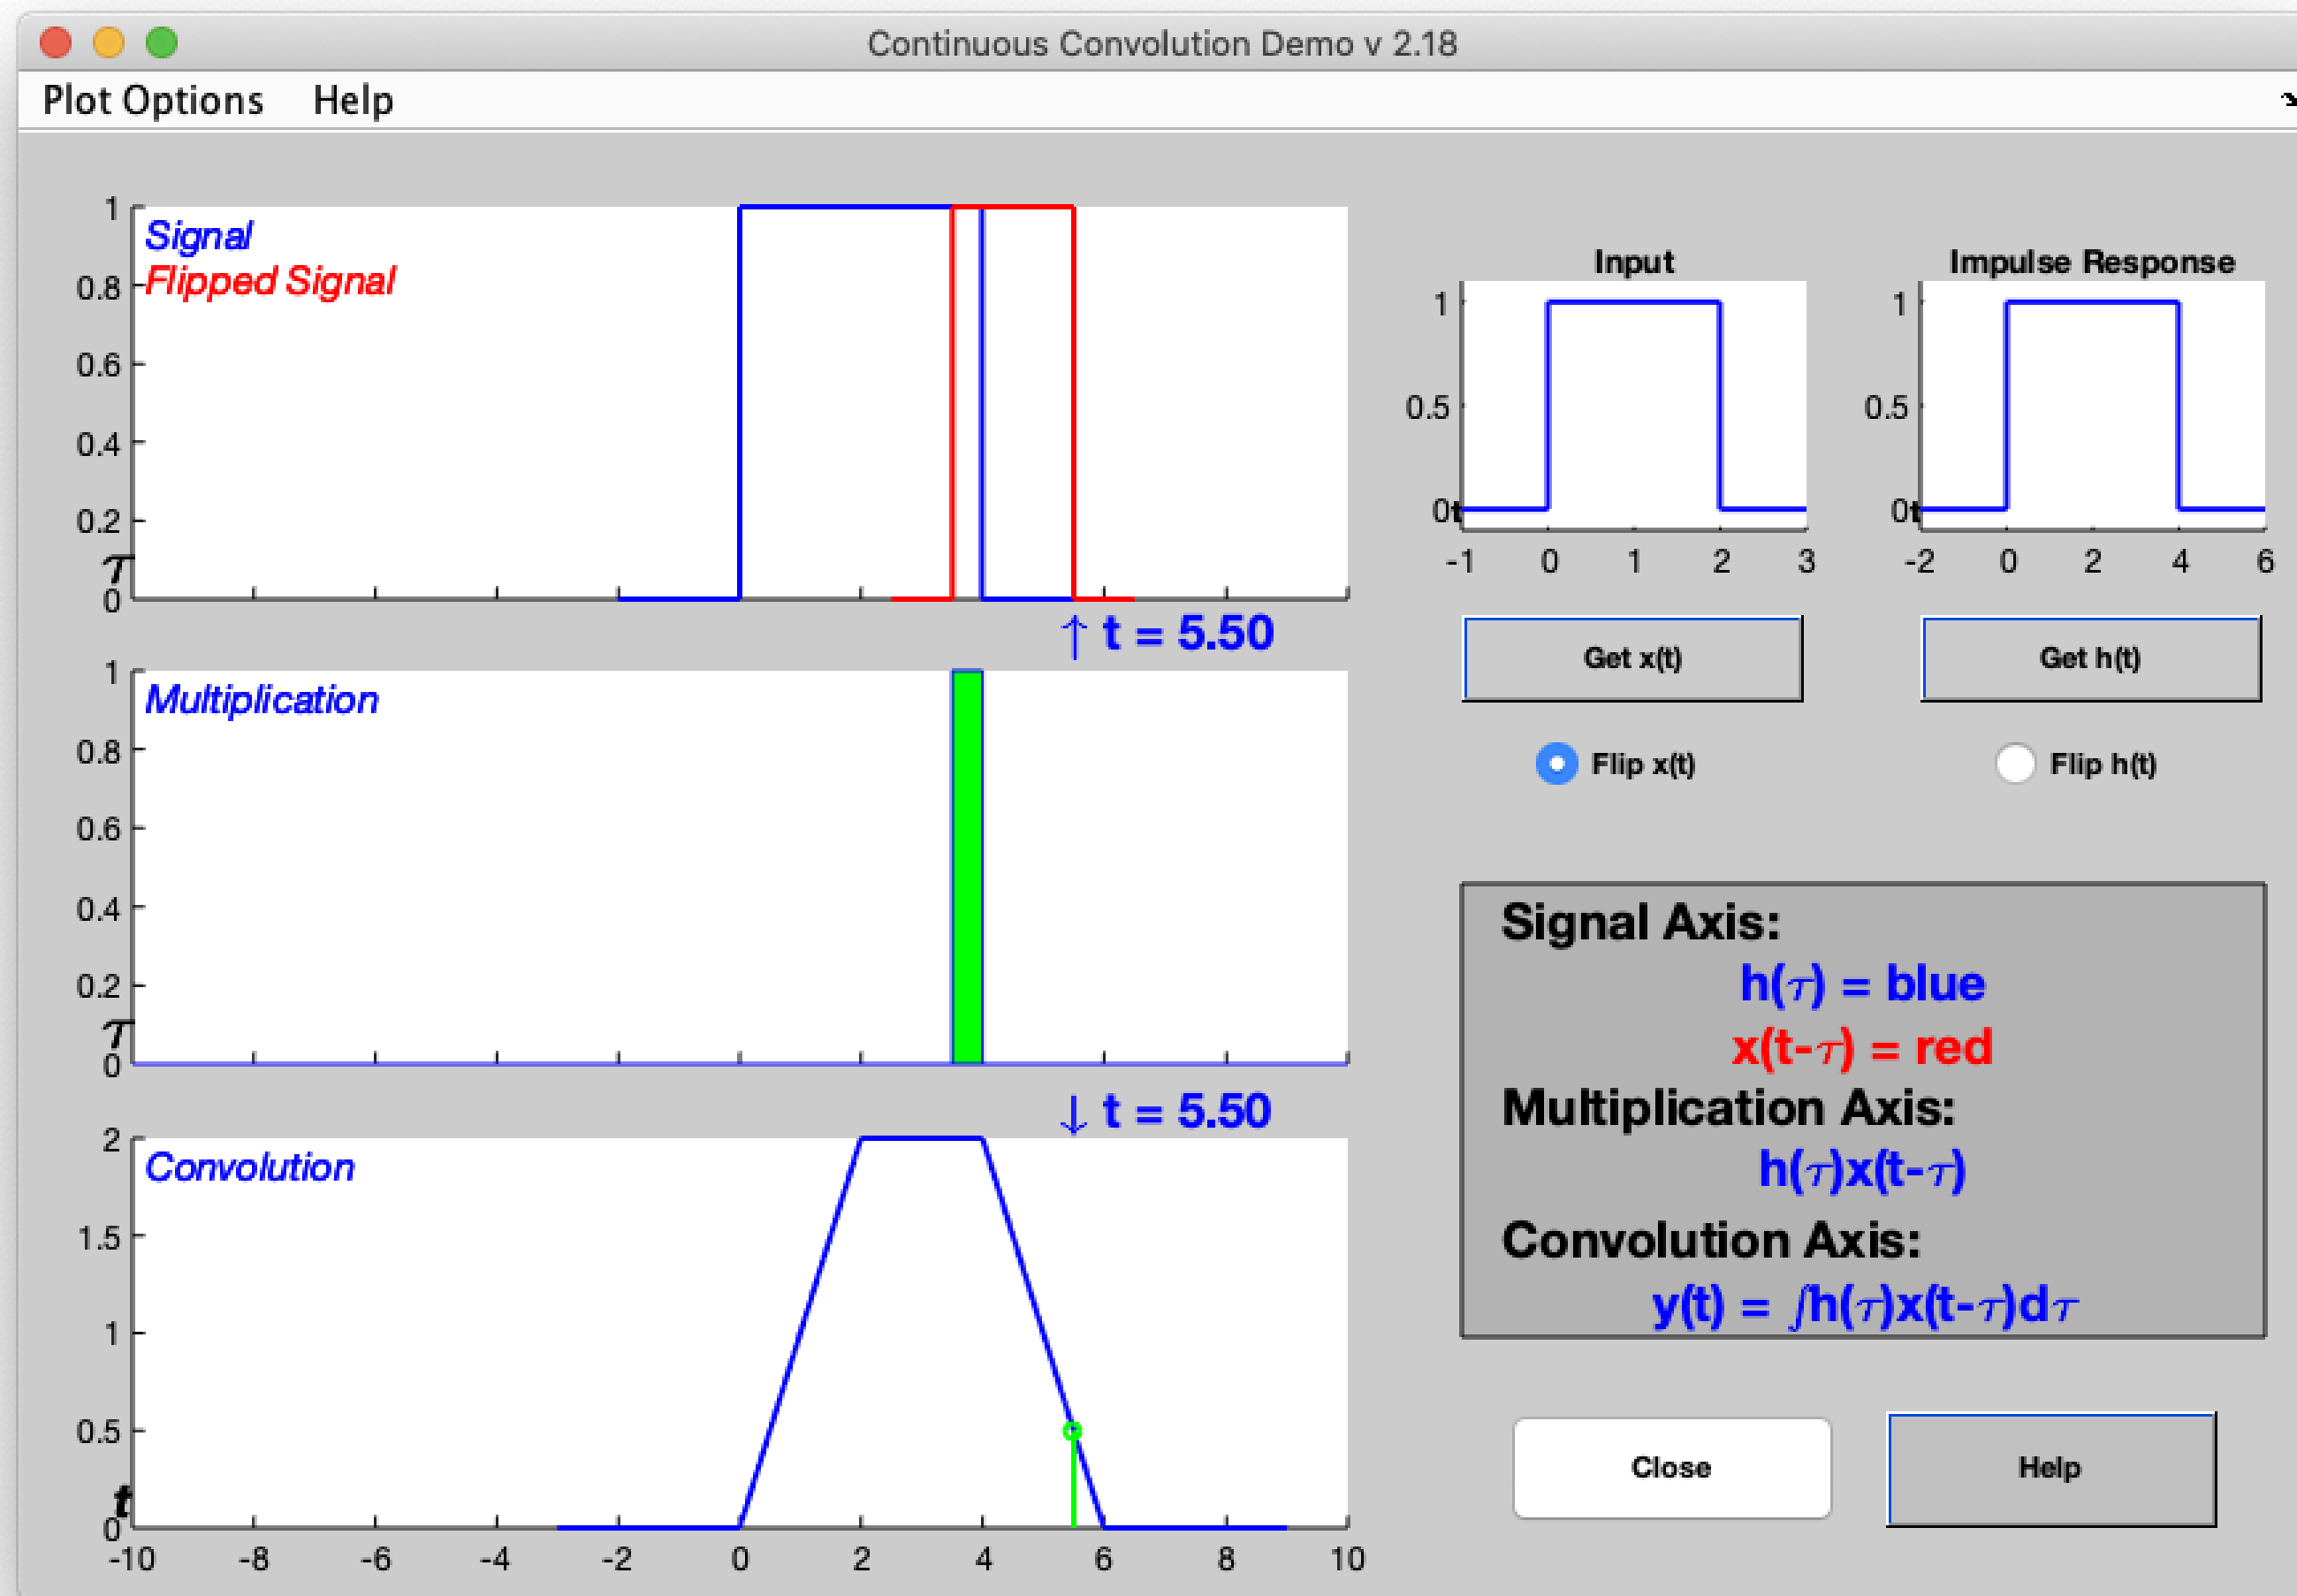 Continuous Convolution Demo v 2.18
Plot Options Help
Signal
Flipped Signal
1
0.8
0.6
0.4
0.2
τ
0
↑ t = 5.50
Multiplication
1
0.8
0.6
0.4
0.2
τ
0
↓ t = 5.50
Convolution
2
1.5
1
0.5
t
0
-10 -8 -6 -4 -2 0 2 4 6 8 10
Input
1
0.5
0t
-1 0 1 2 3
Impulse Response
1
0.5
0t
-2 0 2 4 6
Get x(t) Get h(t)
Flip x(t) Flip h(t)
Signal Axis:
h(τ) = blue
x(t-τ) = red
Multiplication Axis:
h(τ)x(t-τ)
Convolution Axis:
y(t) = ∫h(τ)x(t-τ)dτ
Close Help